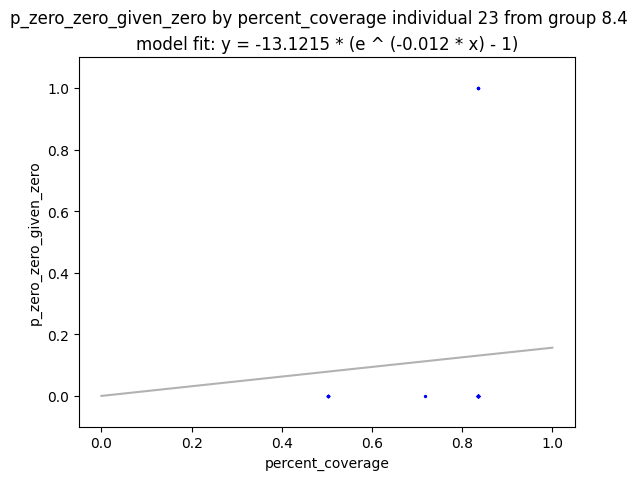 p_zero_zero_given_zero by percent_coverage individual 23 from group 8.4
model fit: y = -13.1215 * (e ^ (-0.012 * x) - 1)
1.0
0.8
0.6
0.4
0.2
0.0
p_zero_zero_given_zero
0.0 0.2 0.4 0.6 0.8 1.0
percent_coverage